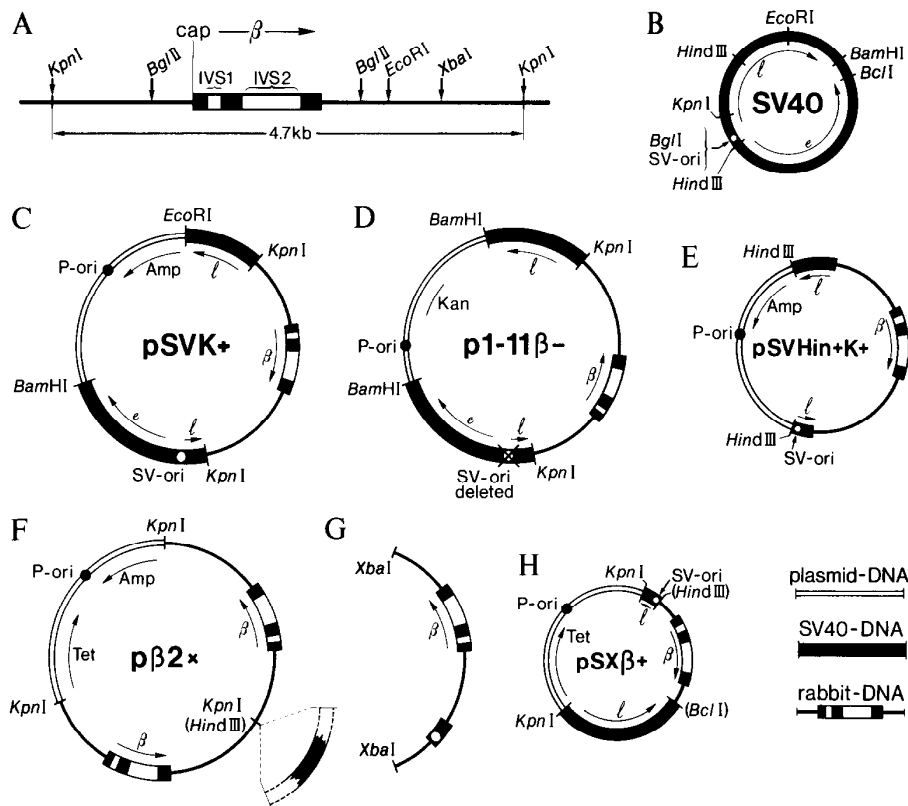 A
cap
β
KpnI
BglII
IVS1
IVS2
BglII
EcoRI
XbaI
KpnI
4.7kb
B
EcoRI
HindIII
BamHI
BclI
l
SV40
KpnI
BglI
SV-ori
e
HindIII
C
EcoRI
KpnI
P-ori
Amp
l
pSVK+
β
BamHI
e
l
SV-ori
KpnI
D
BamHI
KpnI
l
Kan
P-ori
p1-11β-
β
BamHI
e
l
SV-ori
deleted
KpnI
E
HindIII
l
Amp
P-ori
β
pSVHin+K+
l
HindIII
SV-ori
F
KpnI
P-ori
Amp
β
Tet
pβ2×
KpnI
KpnI
(HindIII)
β
G
XbaI
β
XbaI
H
KpnI
SV-ori
(HindIII)
P-ori
l
Tet
β
pSXβ+
KpnI
l
(BclI)
plasmid-DNA
SV40-DNA
rabbit-DNA